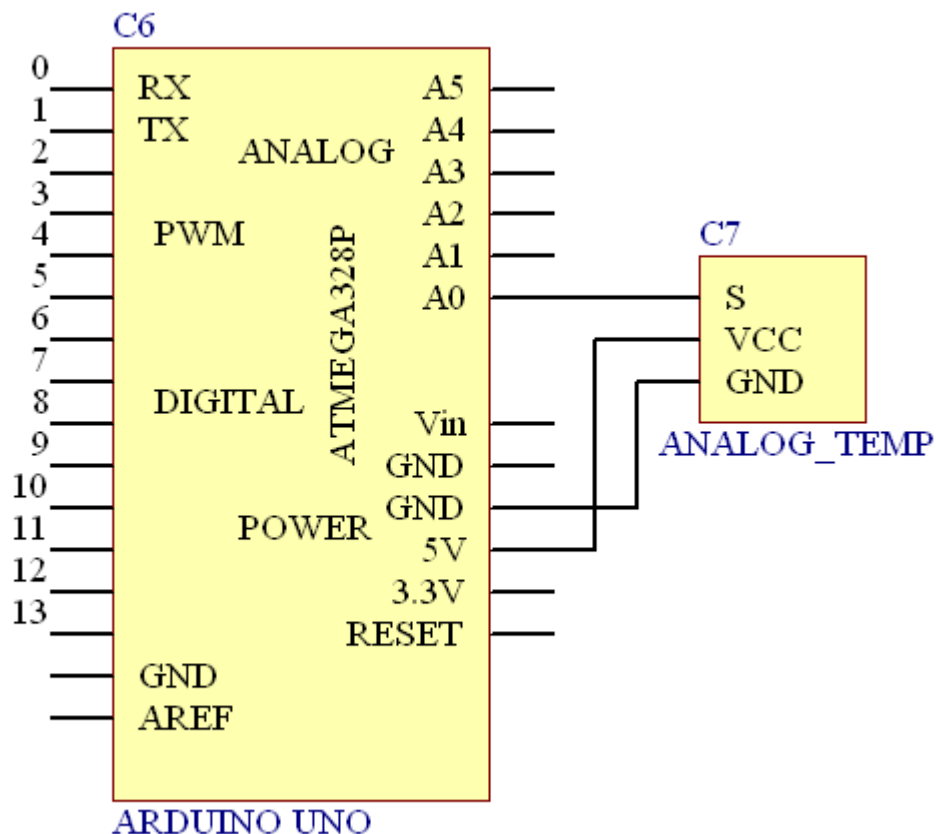 C6
0
RX
A5
1
TX
A4
2
ANALOG
A3
3
A2
4
PWM
A1
C7
5
A0
S
6
VCC
7
GND
ATMEGA328P
8
DIGITAL
Vin
ANALOG_TEMP
9
GND
10
GND
11
POWER
5V
12
3.3V
13
RESET
GND
AREF
ARDUINO UNO